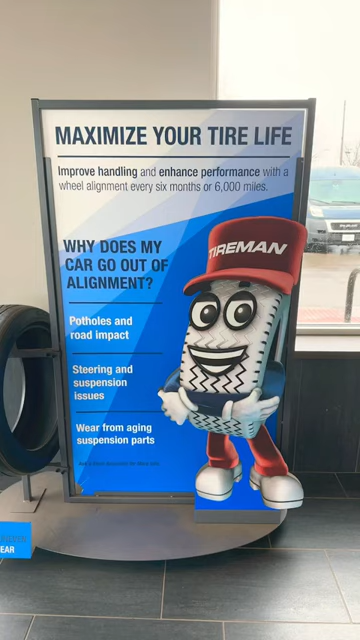 MAXIMIZE YOUR TIRE LIFE
Improve handling and enhance performance with a
wheel alignment every six months or 6,000 miles.
TIREMAN
WHY DOES MY
CAR GO OUT OF
ALIGNMENT?
Potholes and
road impact
Steering and
suspension
issues
Wear from aging
suspension parts
EAR